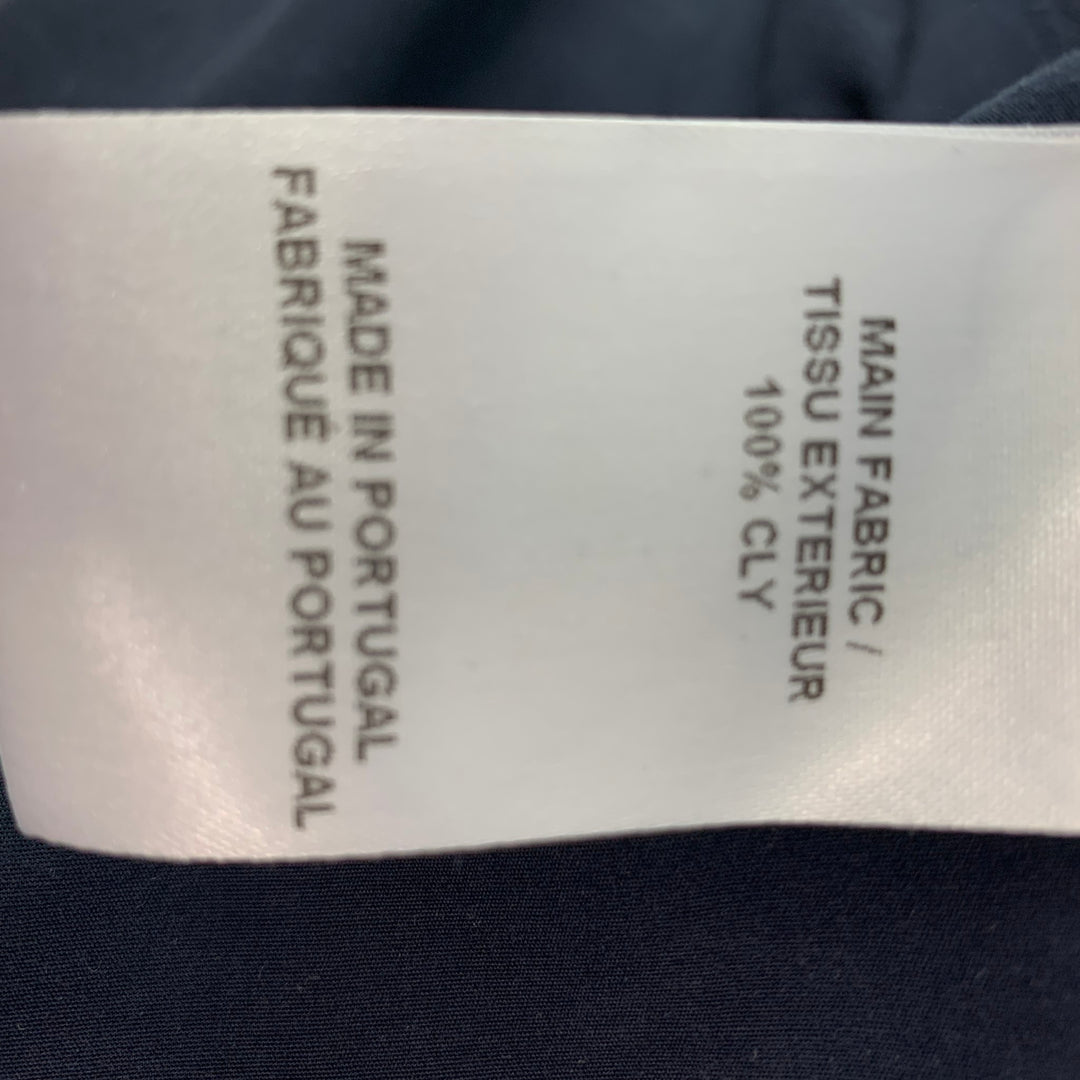 MAIN FABRIC /
TISSU EXTERIEUR
100% CLY
MADE IN PORTUGAL
FABRIQUÉ AU PORTUGAL